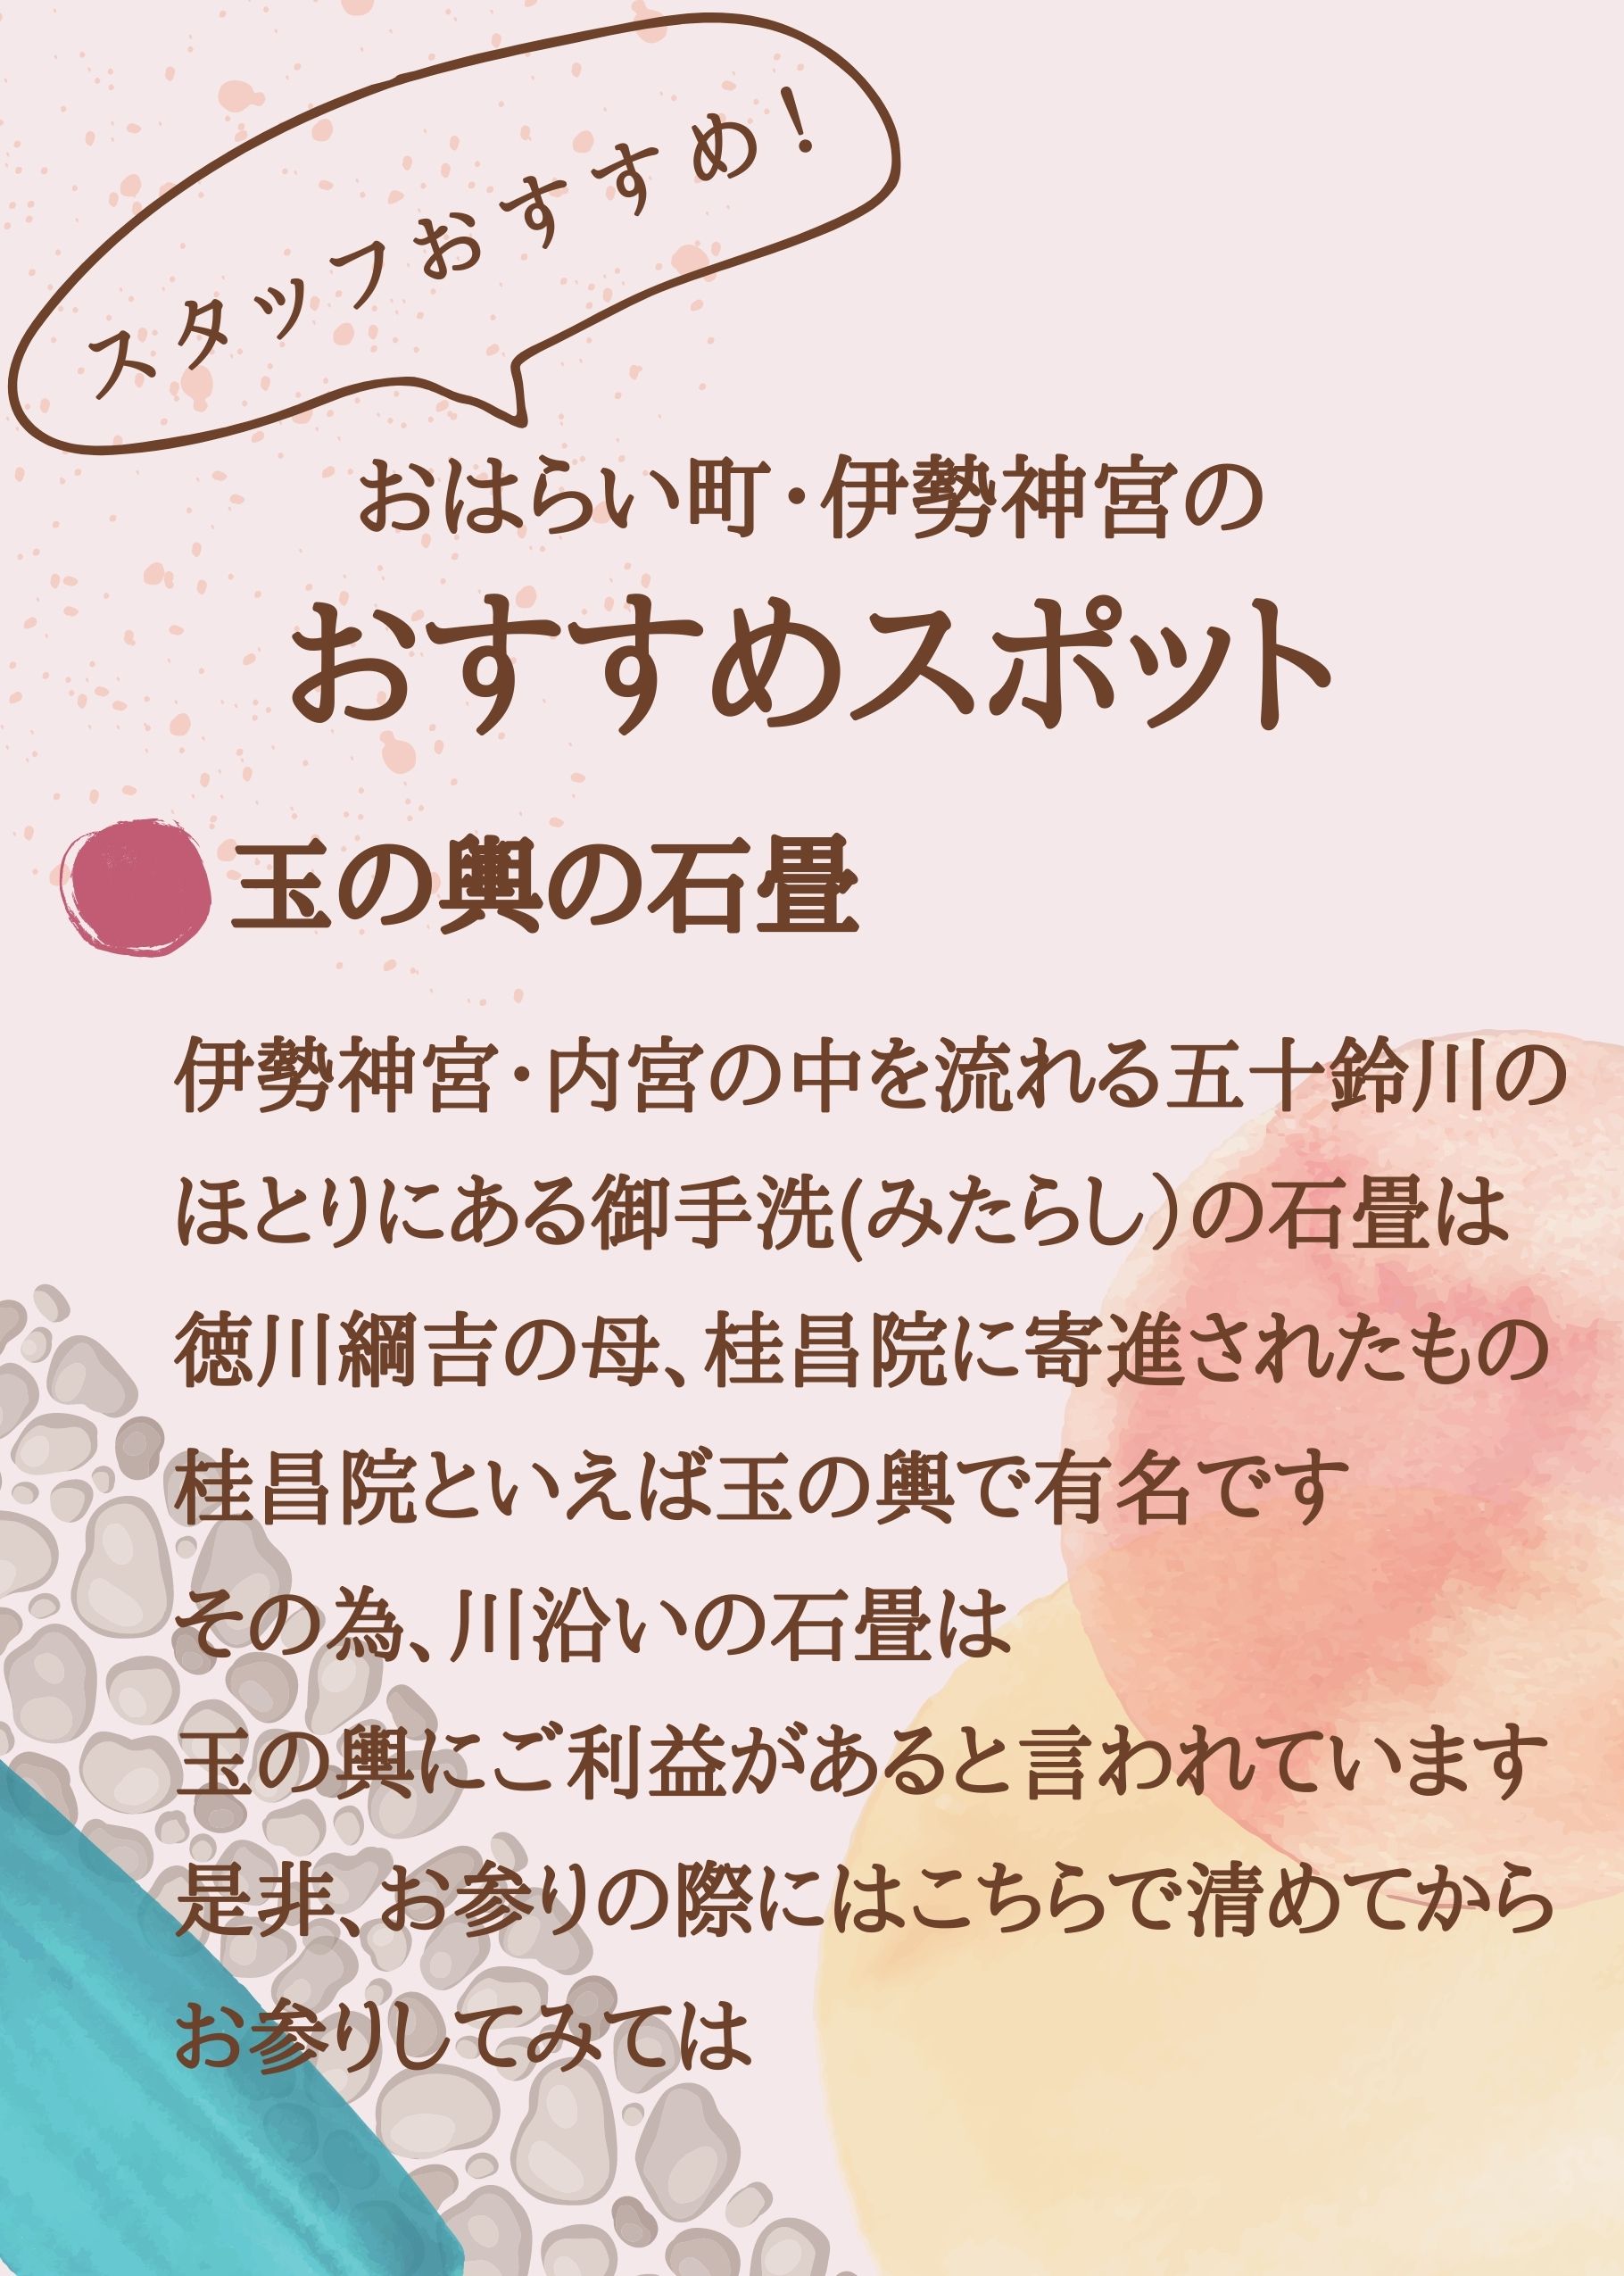 スタッフおすすめ!
おはらい町・伊勢神宮の
おすすめスポット
玉の輿の石畳
伊勢神宮・内宮の中を流れる五十鈴川の
ほとりにある御手洗(みたらし)の石畳は
徳川綱吉の母、桂昌院に寄進されたもの
桂昌院といえば玉の輿で有名です
その為、川沿いの石畳は
玉の輿にご利益があると言われています
是非、お参りの際にはこちらで清めてから
お参りしてみては